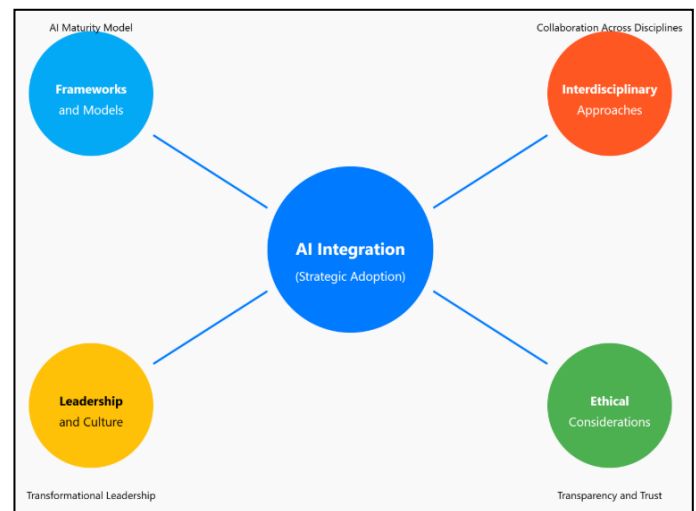 AI Maturity Model
Collaboration Across Disciplines
Frameworks
and Models
Interdisciplinary
Approaches
AI Integration
(Strategic Adoption)
Leadership
and Culture
Ethical
Considerations
Transformational Leadership
Transparency and Trust